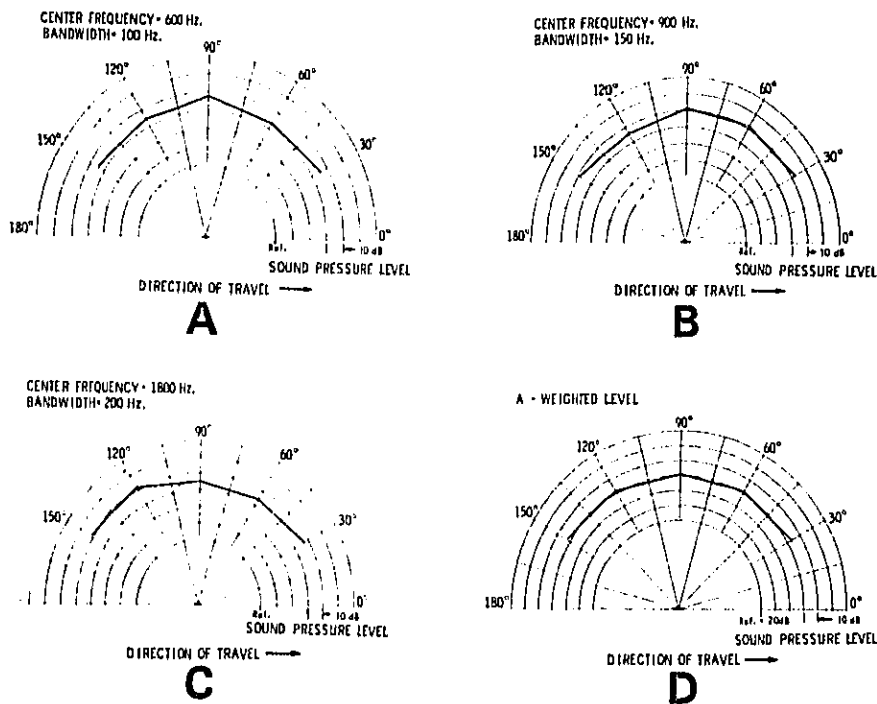 CENTER FREQUENCY = 600 Hz.
BANDWIDTH = 100 Hz.
90°
120°
60°
150°
30°
180°
0°
Ref.
10 dB
SOUND PRESSURE LEVEL
DIRECTION OF TRAVEL
A
CENTER FREQUENCY = 900 Hz.
BANDWIDTH = 150 Hz.
90°
120°
60°
150°
30°
180°
0°
Ref.
10 dB
SOUND PRESSURE LEVEL
DIRECTION OF TRAVEL
B
CENTER FREQUENCY = 1800 Hz.
BANDWIDTH = 200 Hz.
90°
120°
60°
150°
30°
180°
0°
Ref.
10 dB
SOUND PRESSURE LEVEL
DIRECTION OF TRAVEL
C
A - WEIGHTED LEVEL
90°
120°
60°
150°
30°
180°
0°
Ref. = 20dB
10 dB
SOUND PRESSURE LEVEL
DIRECTION OF TRAVEL
D